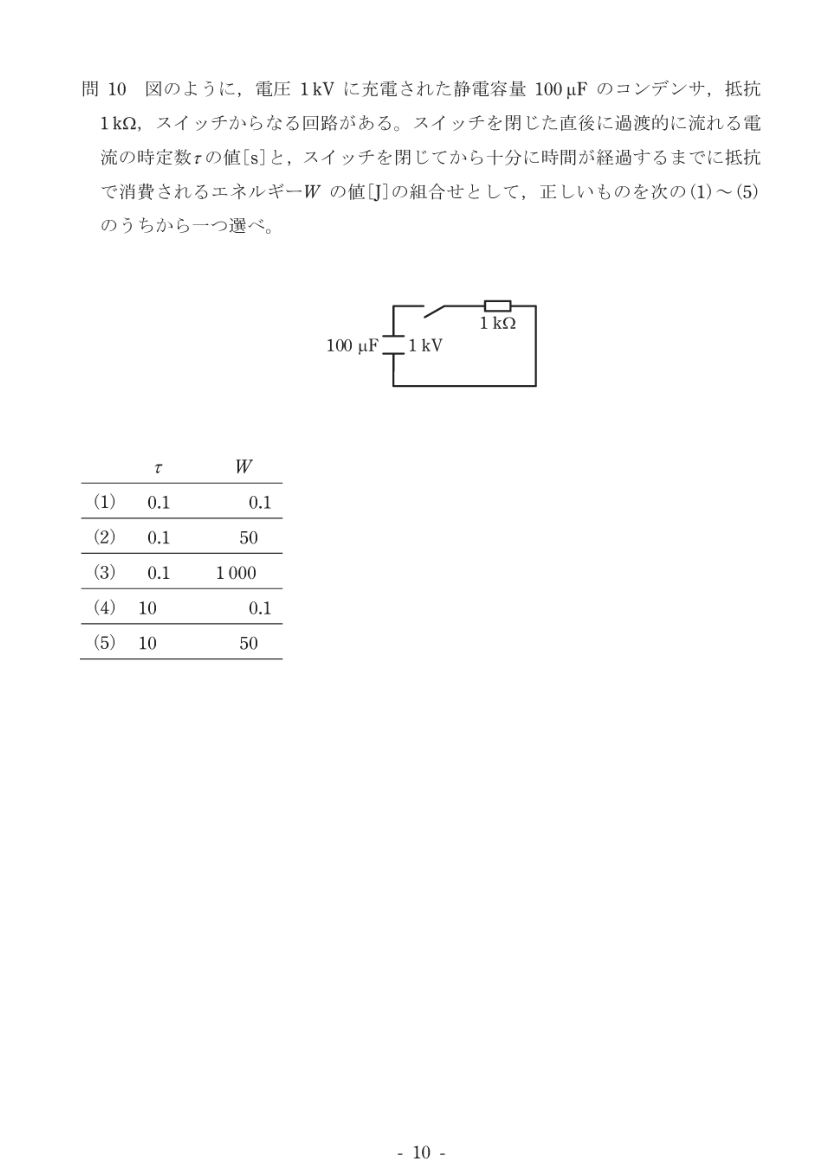 問 10　図のように，電圧 1 kV に充電された静電容量 100 μF のコンデンサ，抵抗
1 kΩ，スイッチからなる回路がある。スイッチを閉じた直後に過渡的に流れる電
流の時定数τの値[s]と，スイッチを閉じてから十分に時間が経過するまでに抵抗
で消費されるエネルギーW の値[J]の組合せとして，正しいものを次の(1)～(5)
のうちから一つ選べ。
1 kΩ
100 μF 1 kV
τ W
(1) 0.1 0.1
(2) 0.1 50
(3) 0.1 1 000
(4) 10 0.1
(5) 10 50
- 10 -